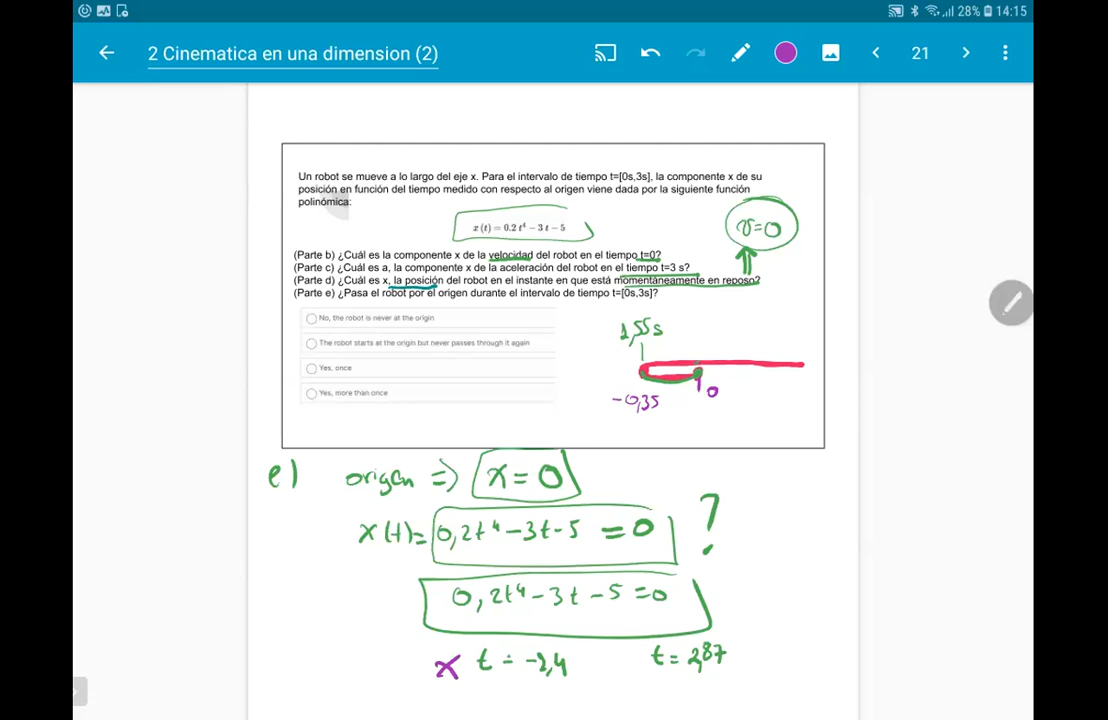 28% 14:15
2 Cinematica en una dimension (2)
21
Un robot se mueve a lo largo del eje x. Para el intervalo de tiempo t=[0s,3s], la componente x de su
posición en función del tiempo medido con respecto al origen viene dada por la siguiente función
polinómica:
x (t) = 0.2 t⁴ − 3 t − 5
v=0
(Parte b) ¿Cuál es la componente x de la velocidad del robot en el tiempo t=0?
(Parte c) ¿Cuál es a, la componente x de la aceleración del robot en el tiempo t=3 s?
(Parte d) ¿Cuál es x, la posición del robot en el instante en que está momentáneamente en reposo?
(Parte e) ¿Pasa el robot por el origen durante el intervalo de tiempo t=[0s,3s]?
No, the robot is never at the origin
The robot starts at the origin but never passes through it again
Yes, once
Yes, more than once
1,55s
-0,35
0
e) origen => x = 0
x(t)= 0,2t⁴-3t-5 = 0 ?
0,2t⁴-3t-5=0
x t = -1,4 t= 2,87